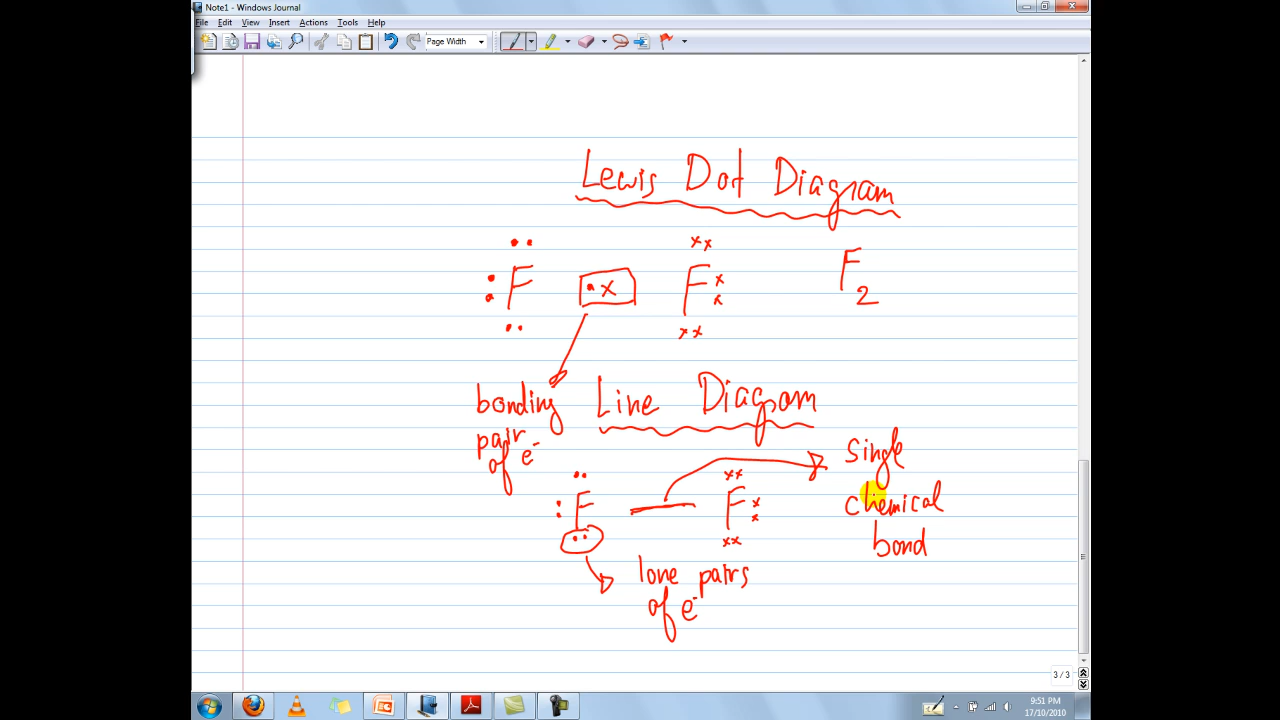 Note1 - Windows Journal
File Edit View Insert Actions Tools Help
Page Width
Lewis Dot Diagram
F x F F2
bonding
pair
of e-
Line Diagram
F F
single
chemical
bond
lone pairs
of e-
3 / 3
9:51 PM
17/10/2010